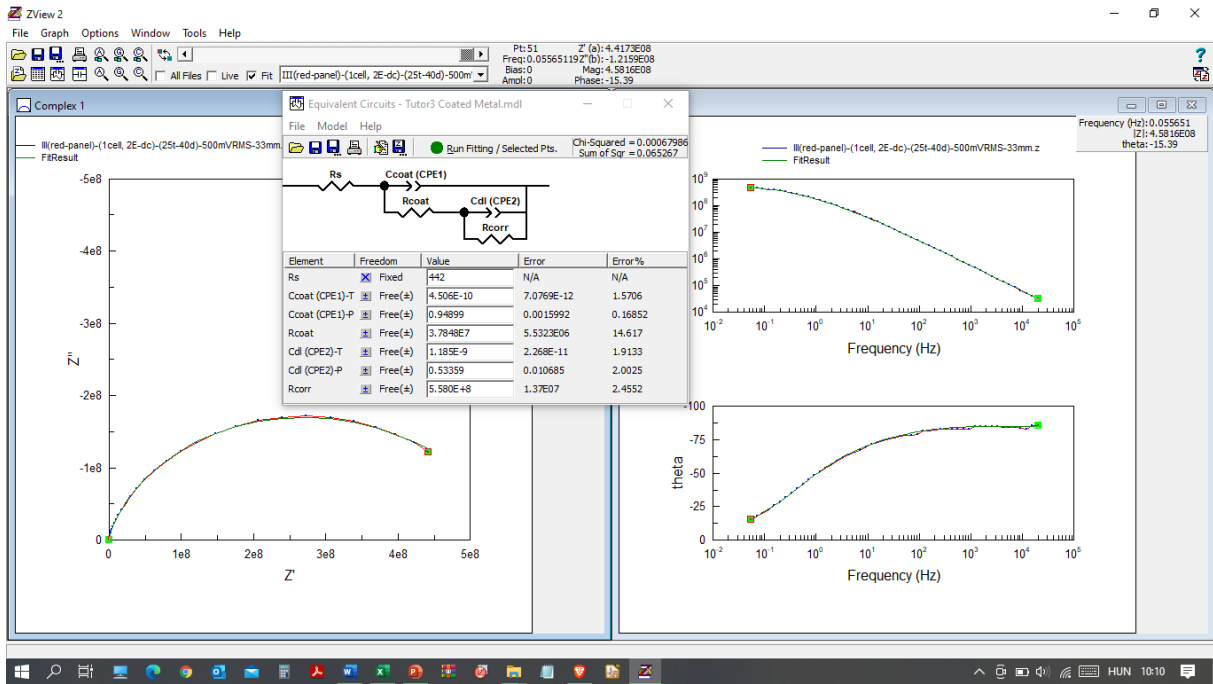 ZView 2
File Graph Options Window Tools Help
All Files Live Fit III(red-panel)-(1cell, 2E-dc)-(25t-40d)-500m'
Pt:51 Z' (a):4.4173E08
Freq:0.05565119Z"(b):-1.2159E08
Bias:0 Mag:4.5816E08
Ampl:0 Phase:-15.39
Complex 1
III(red-panel)-(1cell, 2E-dc)-(25t-40d)-500mVRMS-33mm.
FitResult
-5e8
-4e8
-3e8
-2e8
-1e8
0
Z''
0 1e8 2e8 3e8 4e8 5e8
Z'
Equivalent Circuits - Tutor3 Coated Metal.mdl
File Model Help
Run Fitting / Selected Pts.
Chi-Squared =0.00067986
Sum of Sqr =0.065267
Rs Ccoat (CPE1)
Rcoat Cdl (CPE2)
Rcorr
Element Freedom Value Error Error%
Rs Fixed 442 N/A N/A
Ccoat (CPE1)-T Free(±) 4.506E-10 7.0769E-12 1.5706
Ccoat (CPE1)-P Free(±) 0.94899 0.0015992 0.16852
Rcoat Free(±) 3.7848E7 5.5323E06 14.617
Cdl (CPE2)-T Free(±) 1.185E-9 2.268E-11 1.9133
Cdl (CPE2)-P Free(±) 0.53359 0.010685 2.0025
Rcorr Free(±) 5.580E+8 1.37E07 2.4552
Frequency (Hz):0.055651
|Z|:4.5816E08
theta:-15.39
III(red-panel)-(1cell, 2E-dc)-(25t-40d)-500mVRMS-33mm.z
FitResult
10⁹
10⁸
10⁷
10⁶
10⁵
10⁴
10⁻² 10⁻¹ 10⁰ 10¹ 10² 10³ 10⁴ 10⁵
Frequency (Hz)
-100
-75
-50
-25
0
theta
10⁻² 10⁻¹ 10⁰ 10¹ 10² 10³ 10⁴ 10⁵
Frequency (Hz)
HUN 10:10